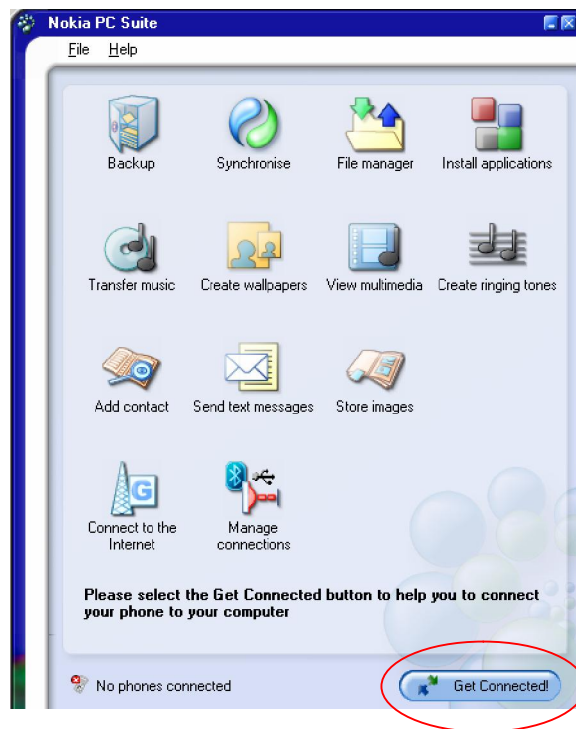 Nokia PC Suite
File Help
Backup
Synchronise
File manager
Install applications
Transfer music
Create wallpapers
View multimedia
Create ringing tones
Add contact
Send text messages
Store images
G
Connect to the
Internet
Manage
connections
Please select the Get Connected button to help you to connect
your phone to your computer
No phones connected
Get Connected!